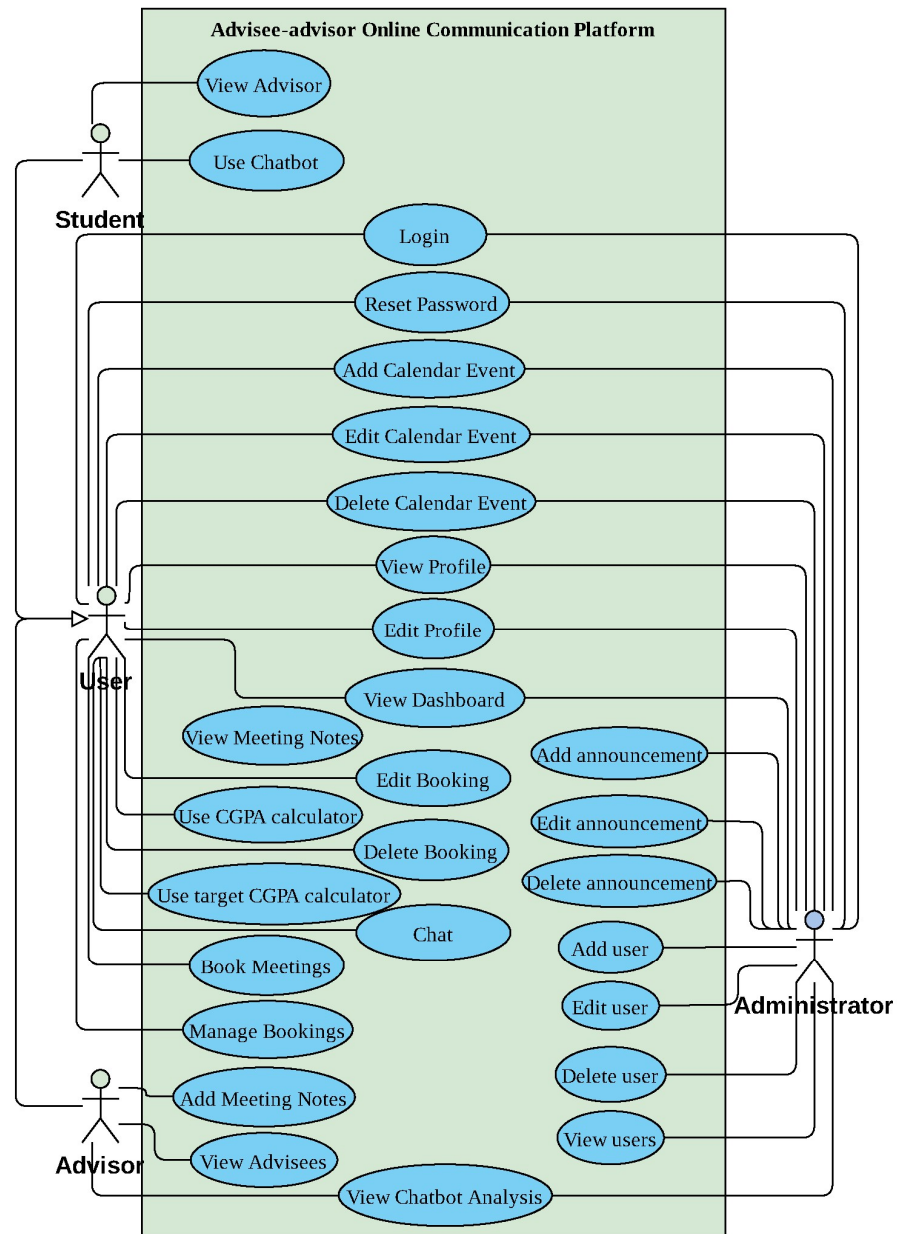 Advisee-advisor Online Communication Platform
View Advisor
Use Chatbot
Student
Login
Reset Password
Add Calendar Event
Edit Calendar Event
Delete Calendar Event
View Profile
Edit Profile
User
View Dashboard
View Meeting Notes
Add announcement
Edit Booking
Use CGPA calculator
Edit announcement
Delete Booking
Delete announcement
Use target CGPA calculator
Chat
Add user
Book Meetings
Edit user
Administrator
Manage Bookings
Delete user
Add Meeting Notes
View users
Advisor
View Advisees
View Chatbot Analysis